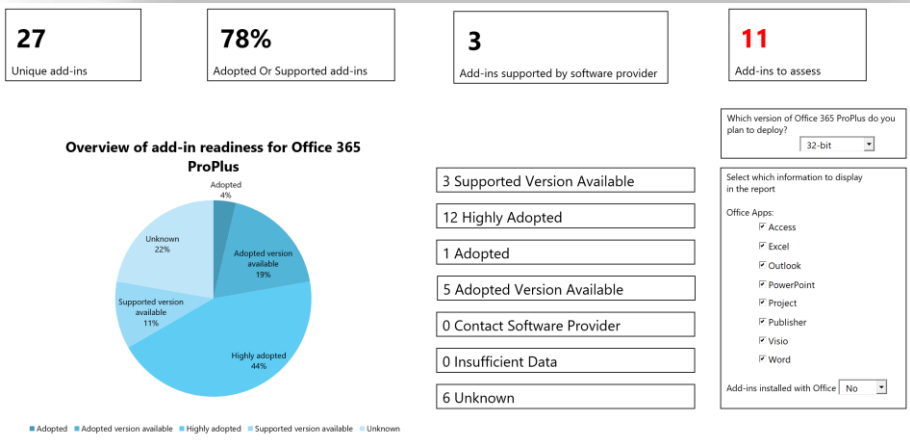 27
Unique add-ins
78%
Adopted Or Supported add-ins
3
Add-ins supported by software provider
11
Add-ins to assess
Overview of add-in readiness for Office 365
ProPlus
Adopted
4%
Adopted version
available
19%
Highly adopted
44%
Supported version
available
11%
Unknown
22%
Adopted
Adopted version available
Highly adopted
Supported version available
Unknown
3 Supported Version Available
12 Highly Adopted
1 Adopted
5 Adopted Version Available
0 Contact Software Provider
0 Insufficient Data
6 Unknown
Which version of Office 365 ProPlus do you
plan to deploy?
32-bit
Select which information to display
in the report
Office Apps:
Access
Excel
Outlook
PowerPoint
Project
Publisher
Visio
Word
Add-ins installed with Office No